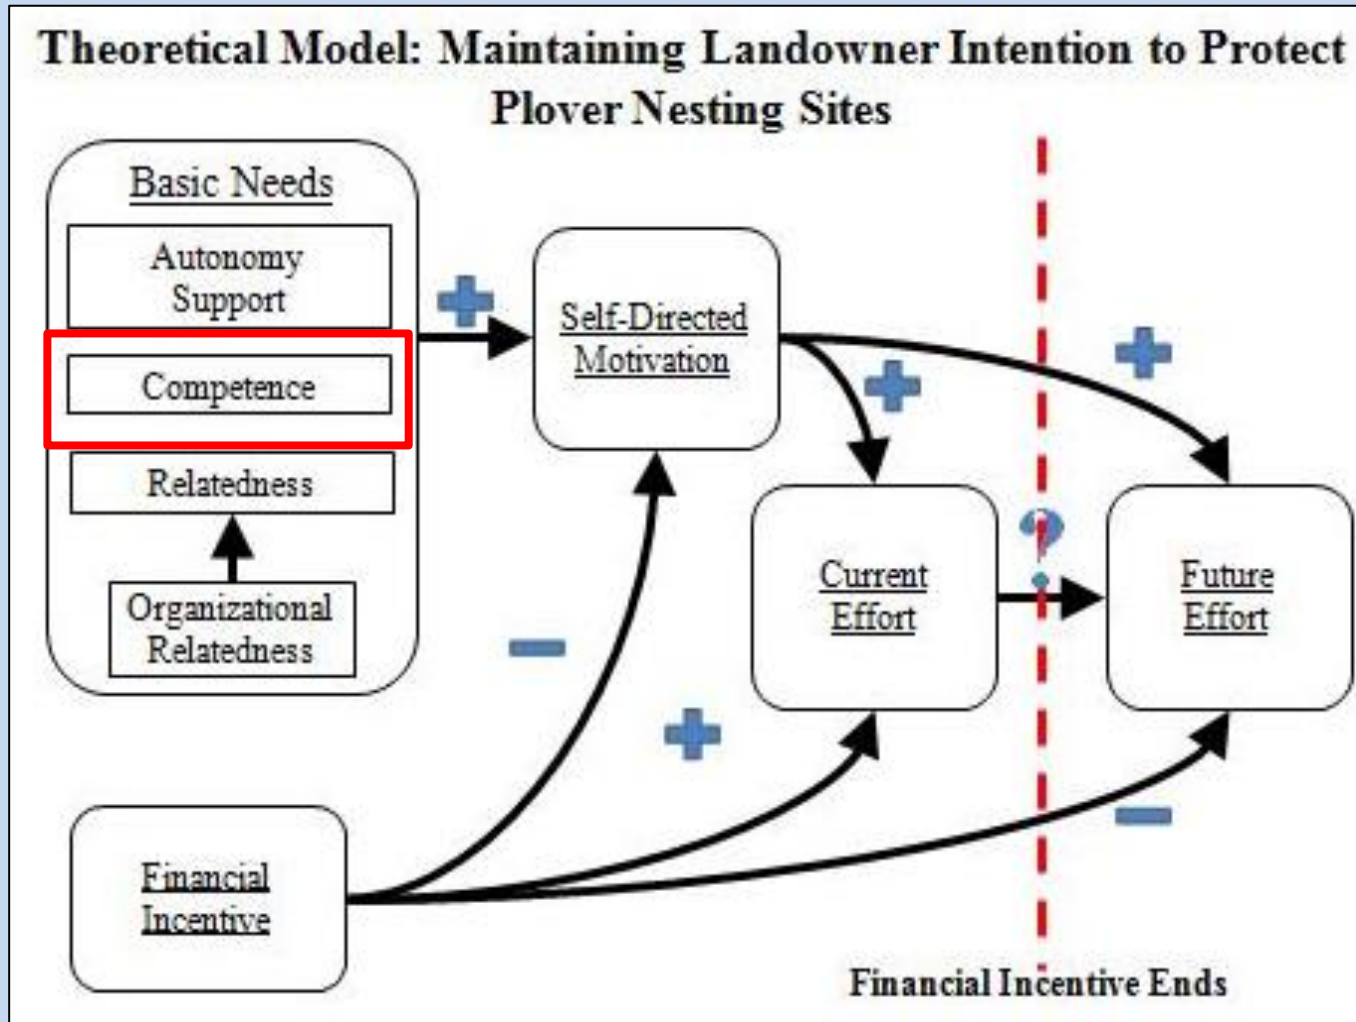 Theoretical Model: Maintaining Landowner Intention to Protect
Plover Nesting Sites
Basic Needs
Autonomy
Support
Competence
Relatedness
Organizational
Relatedness
Self-Directed
Motivation
Current
Effort
?
Future
Effort
Financial
Incentive
Financial Incentive Ends